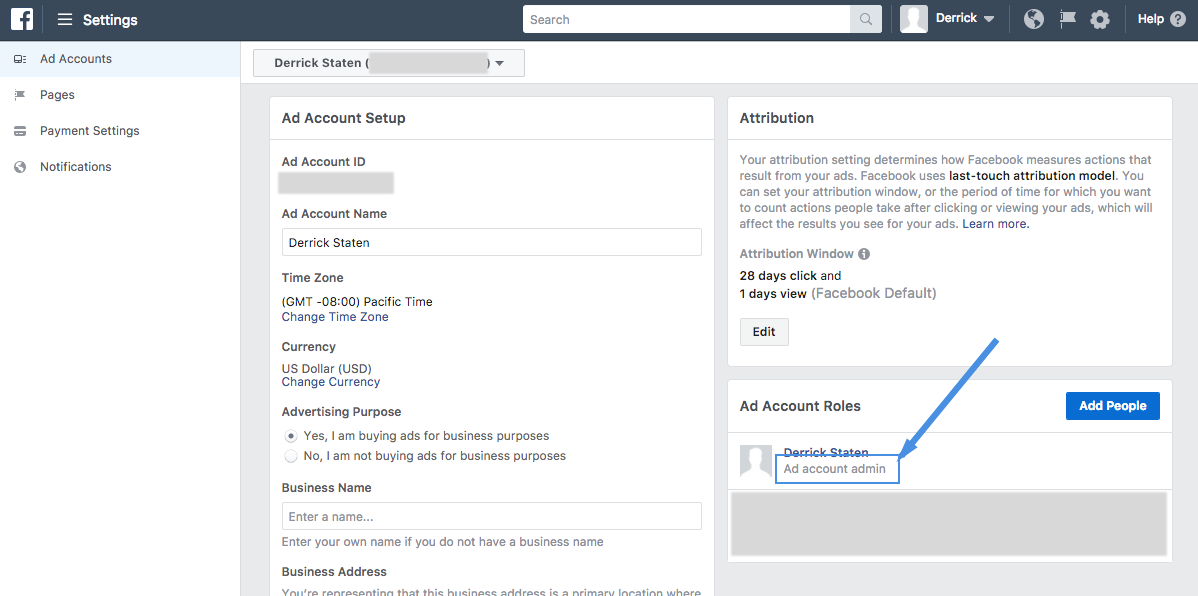 Settings
Search
Derrick
Help
Ad Accounts
Pages
Payment Settings
Notifications
Derrick Staten ( )
Ad Account Setup
Ad Account ID
Ad Account Name
Derrick Staten
Time Zone
(GMT -08:00) Pacific Time
Change Time Zone
Currency
US Dollar (USD)
Change Currency
Advertising Purpose
Yes, I am buying ads for business purposes
No, I am not buying ads for business purposes
Business Name
Enter a name...
Enter your own name if you do not have a business name
Business Address
You're representing that this business address is a primary location where
Attribution
Your attribution setting determines how Facebook measures actions that
result from your ads. Facebook uses last-touch attribution model. You
can set your attribution window, or the period of time for which you want
to count actions people take after clicking or viewing your ads, which will
affect the results you see for your ads. Learn more.
Attribution Window
28 days click and
1 days view (Facebook Default)
Edit
Ad Account Roles
Add People
Derrick Staten
Ad account admin